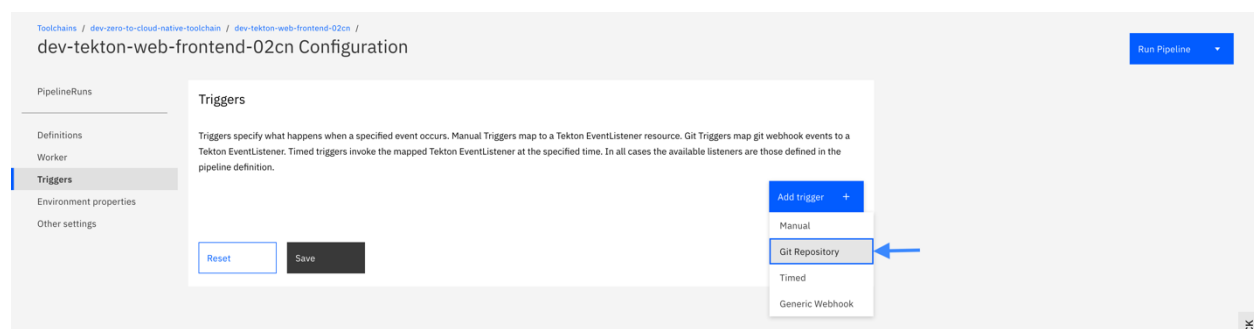 Toolchains / dev-zero-to-cloud-native-toolchain / dev-tekton-web-frontend-02cn /
dev-tekton-web-frontend-02cn Configuration
Run Pipeline
PipelineRuns
Definitions
Worker
Triggers
Environment properties
Other settings
Triggers
Triggers specify what happens when a specified event occurs. Manual Triggers map to a Tekton EventListener resource. Git Triggers map git webhook events to a
Tekton EventListener. Timed triggers invoke the mapped Tekton EventListener at the specified time. In all cases the available listeners are those defined in the
pipeline definition.
Add trigger +
Manual
Git Repository
Timed
Generic Webhook
Reset
Save